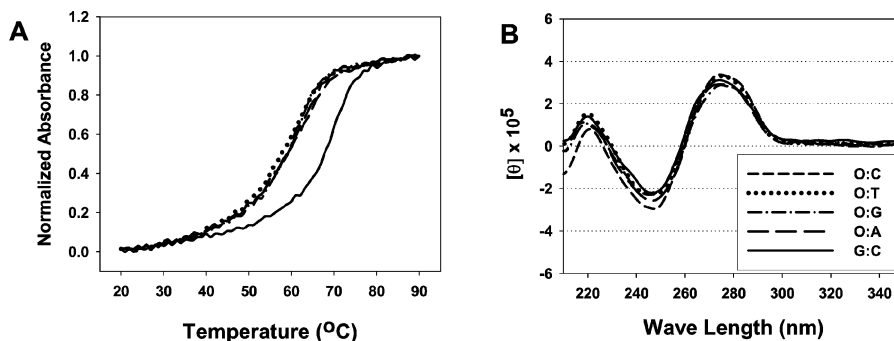 A
Normalized Absorbance
1.2
1.0
0.8
0.6
0.4
0.2
0.0
20 30 40 50 60 70 80 90
Temperature (ºC)
B
[θ] x 10⁵
6
4
2
0
-2
-4
-6
220 240 260 280 300 320 340
Wave Length (nm)
O:C
O:T
O:G
O:A
G:C